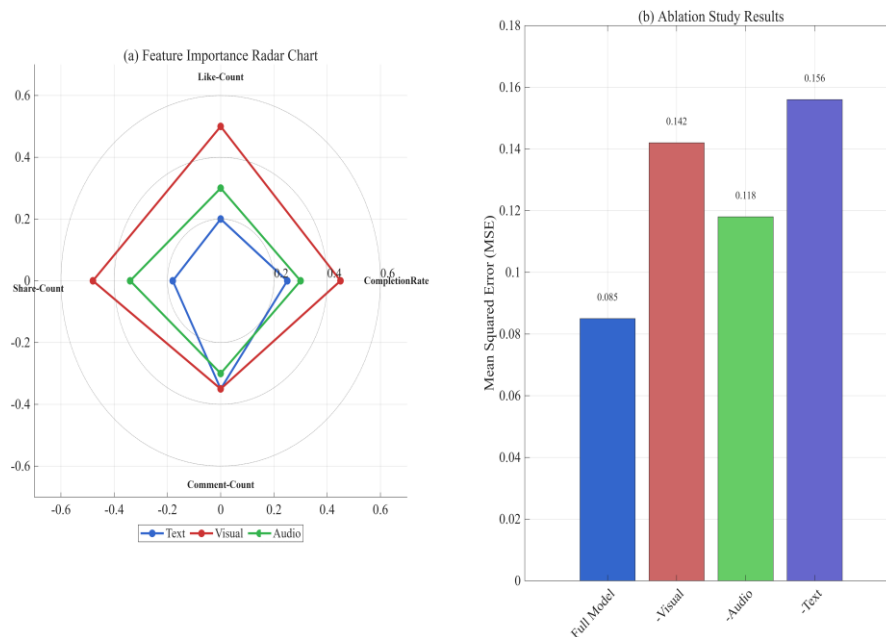 (a) Feature Importance Radar Chart
Like-Count
0.6
0.4
0.2
0
-0.2
-0.4
-0.6
Share-Count
0.2
0.4
0.6
CompletionRate
Comment-Count
-0.6
-0.4
-0.2
0
0.2
0.4
0.6
Text
Visual
Audio
(b) Ablation Study Results
Mean Squared Error (MSE)
0.18
0.16
0.14
0.12
0.1
0.08
0.06
0.04
0.02
0
0.085
0.142
0.118
0.156
Full Model
-Visual
-Audio
-Text